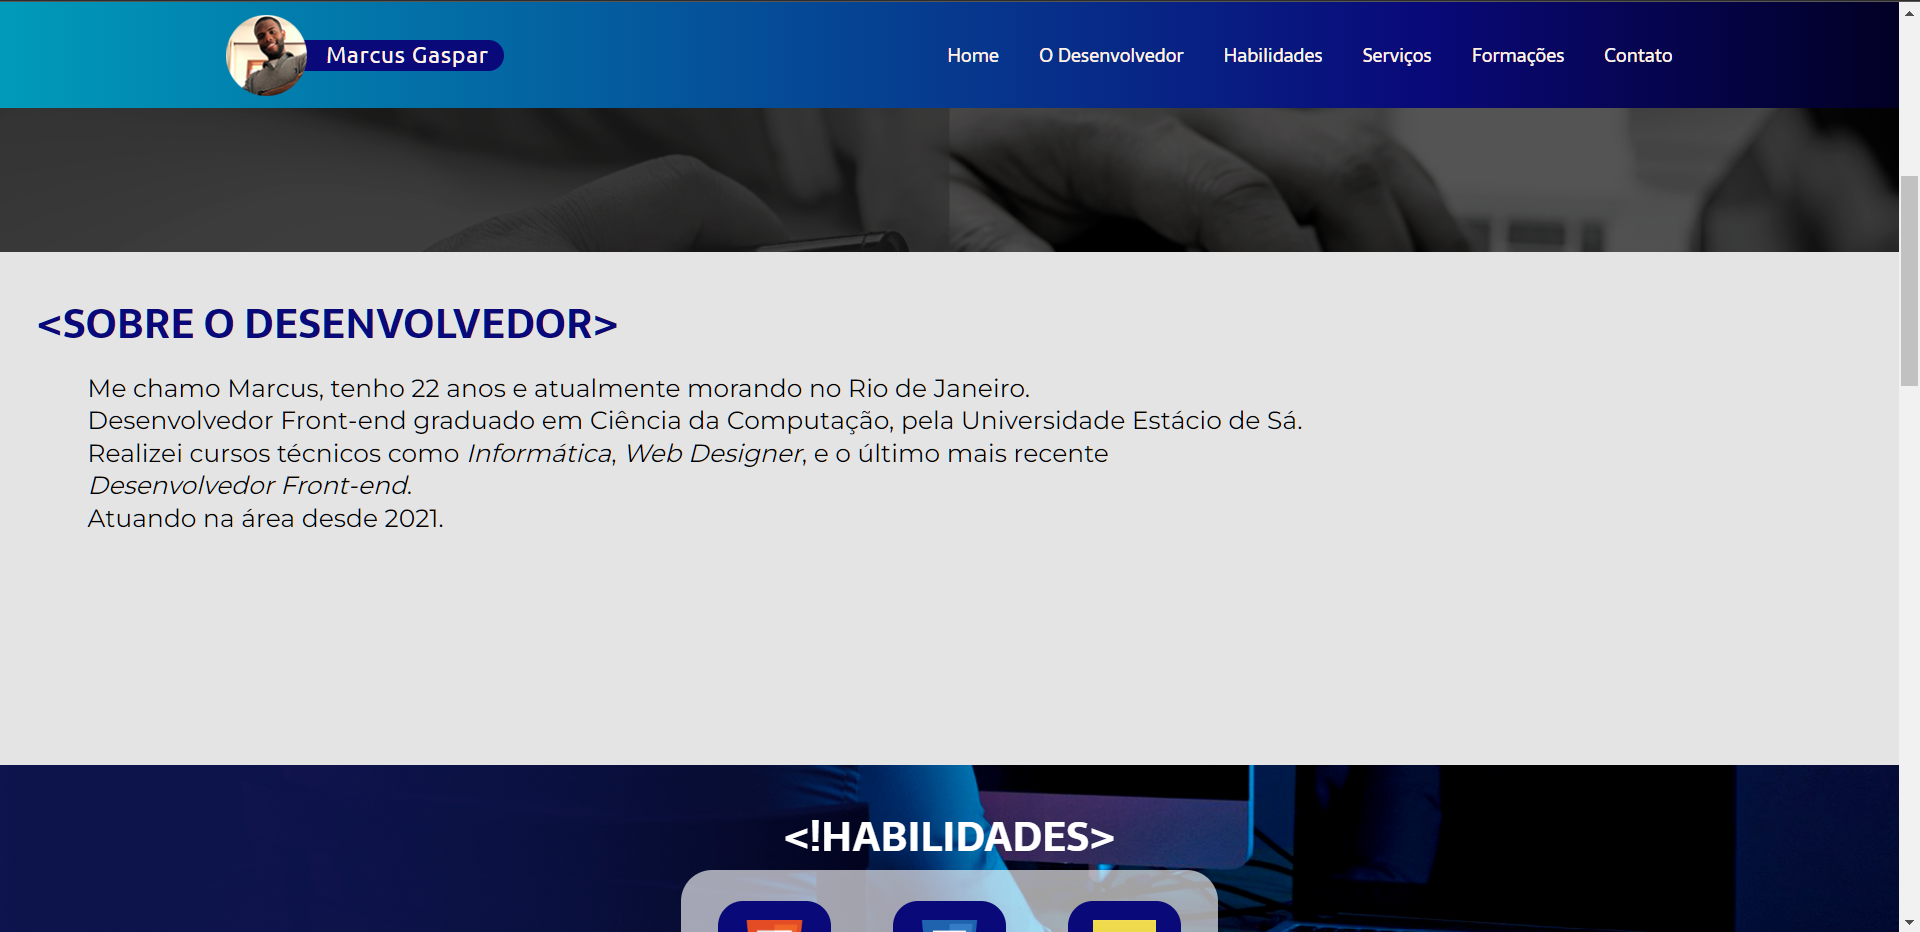 Marcus Gaspar
Home O Desenvolvedor Habilidades Serviços Formações Contato
<SOBRE O DESENVOLVEDOR>
Me chamo Marcus, tenho 22 anos e atualmente morando no Rio de Janeiro.
Desenvolvedor Front-end graduado em Ciência da Computação, pela Universidade Estácio de Sá.
Realizei cursos técnicos como Informática, Web Designer, e o último mais recente
Desenvolvedor Front-end.
Atuando na área desde 2021.
<!HABILIDADES>